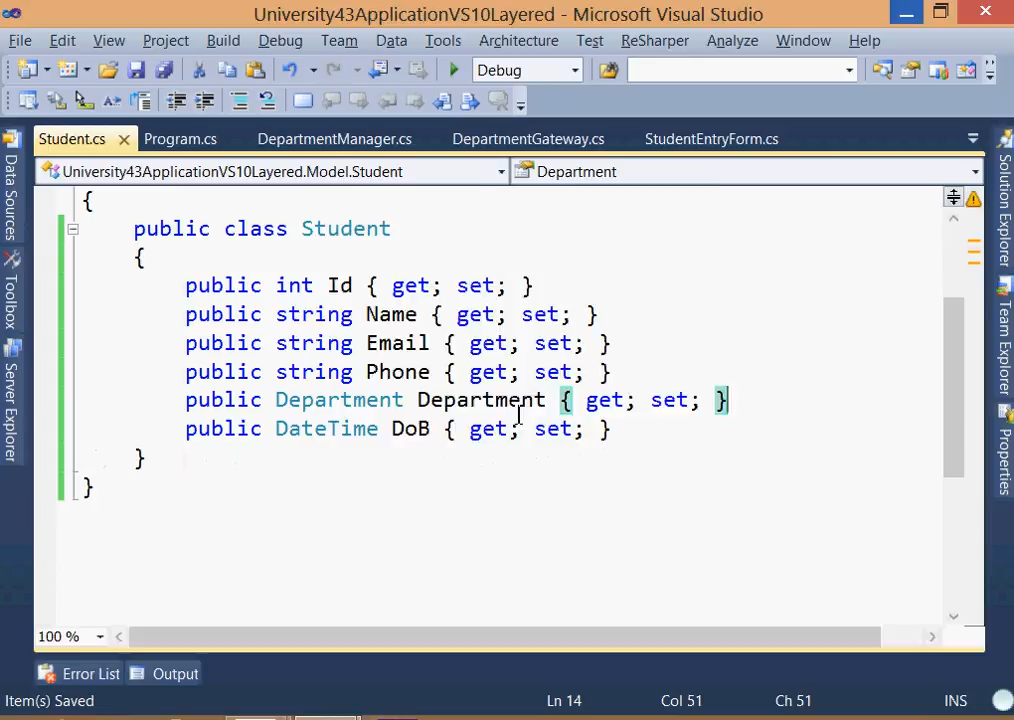 University43ApplicationVS10Layered - Microsoft Visual Studio
File Edit View Project Build Debug Team Data Tools Architecture Test ReSharper Analyze Window Help
Debug
Student.cs Program.cs DepartmentManager.cs DepartmentGateway.cs StudentEntryForm.cs
University43ApplicationVS10Layered.Model.Student Department
Data Sources
Toolbox
Server Explorer
{
public class Student
{
public int Id { get; set; }
public string Name { get; set; }
public string Email { get; set; }
public string Phone { get; set; }
public Department Department { get; set; }
public DateTime DoB { get; set; }
}
}
Solution Explorer
Team Explorer
Properties
100 %
Error List Output
Item(s) Saved Ln 14 Col 51 Ch 51 INS